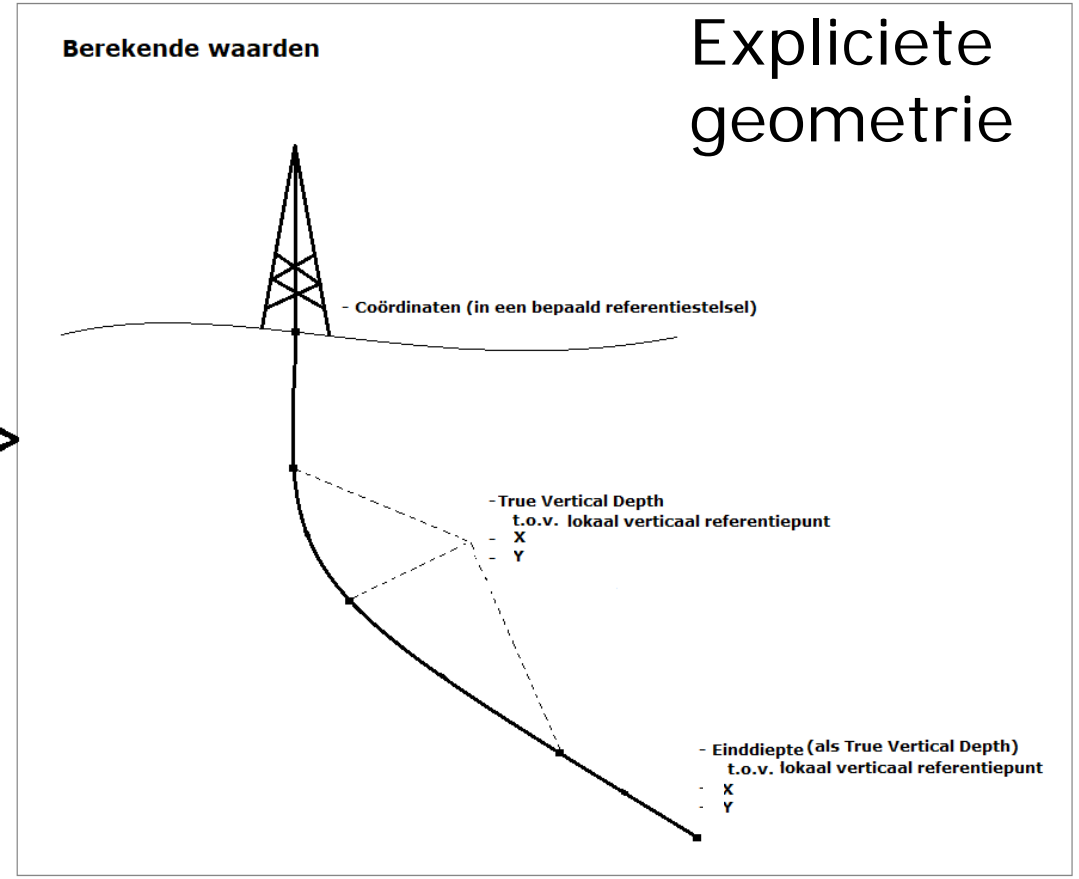 Berekende waarden
Expliciete
geometrie
- Coördinaten (in een bepaald referentiestelsel)
-True Vertical Depth
t.o.v. lokaal verticaal referentiepunt
- X
- Y
- Einddiepte (als True Vertical Depth)
t.o.v. lokaal verticaal referentiepunt
- X
- Y